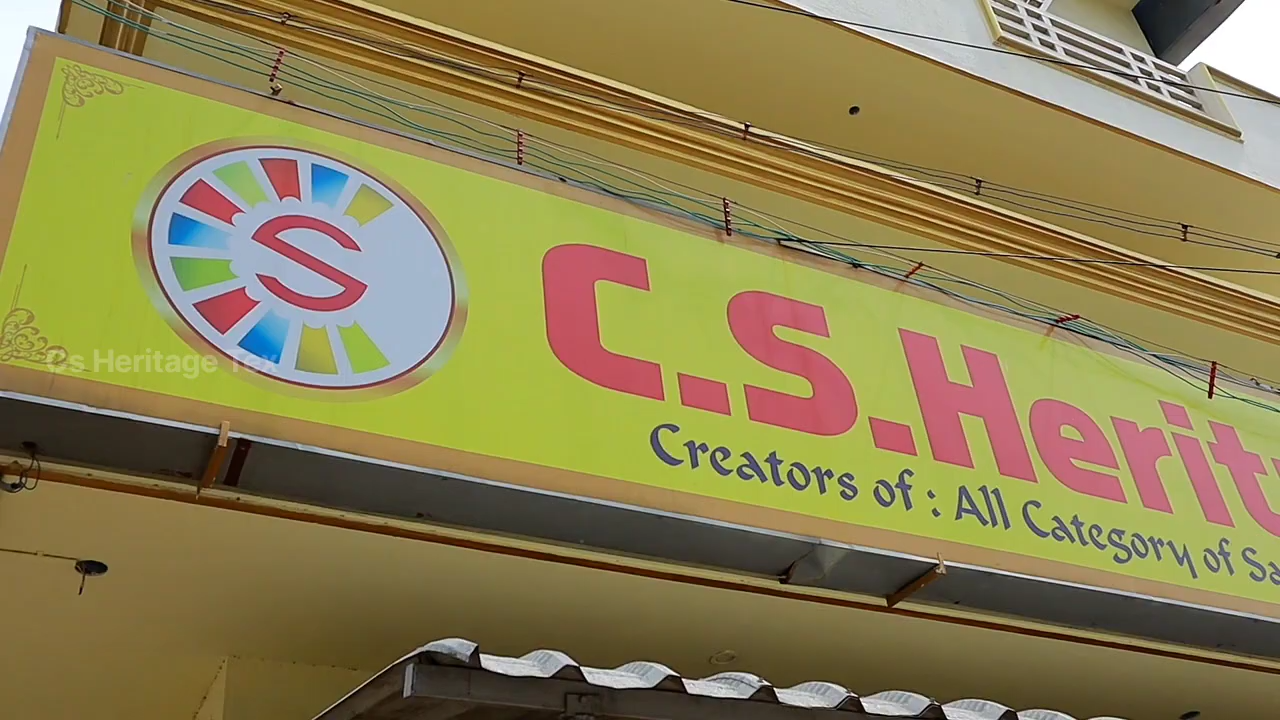 S
C.S.Herit
Creators of : All Category of Sa
Cs Heritage Tex